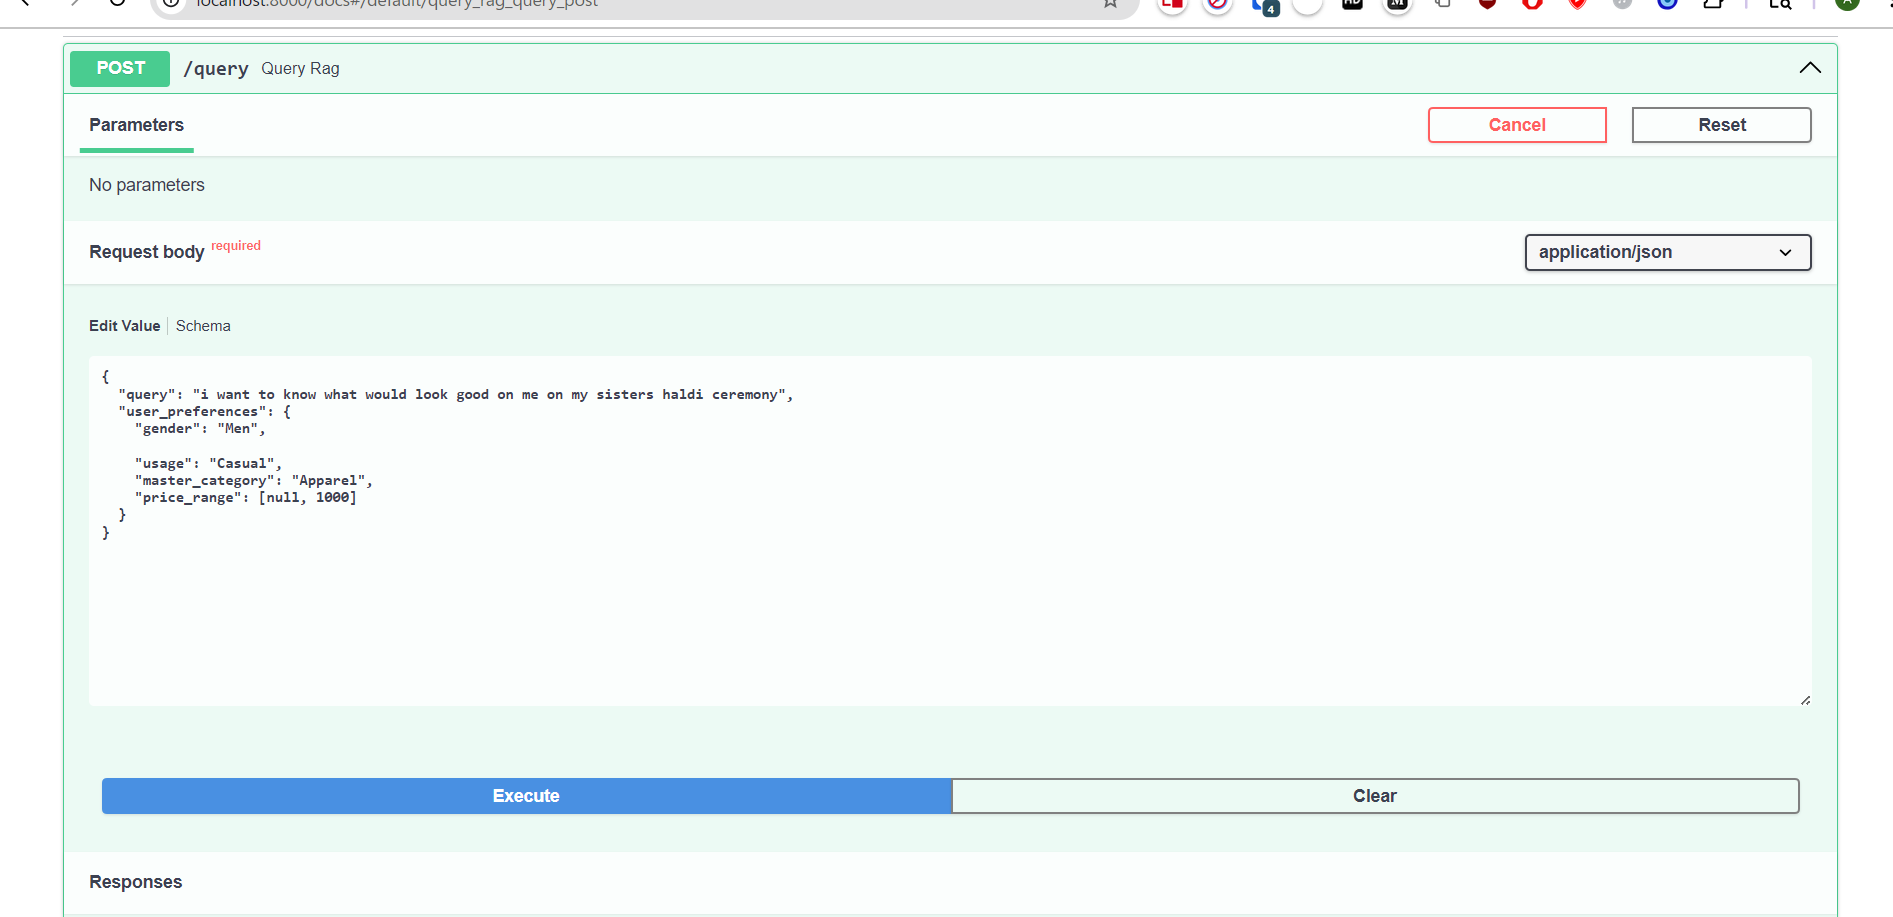 localhost:8000/docs#/default/query_rag_query_post
4
HD
M
A
POST /query Query Rag
Parameters
Cancel
Reset
No parameters
Request body required
application/json
Edit Value
Schema
{
"query": "i want to know what would look good on me on my sisters haldi ceremony",
"user_preferences": {
"gender": "Men",
"usage": "Casual",
"master_category": "Apparel",
"price_range": [null, 1000]
}
}
Execute
Clear
Responses